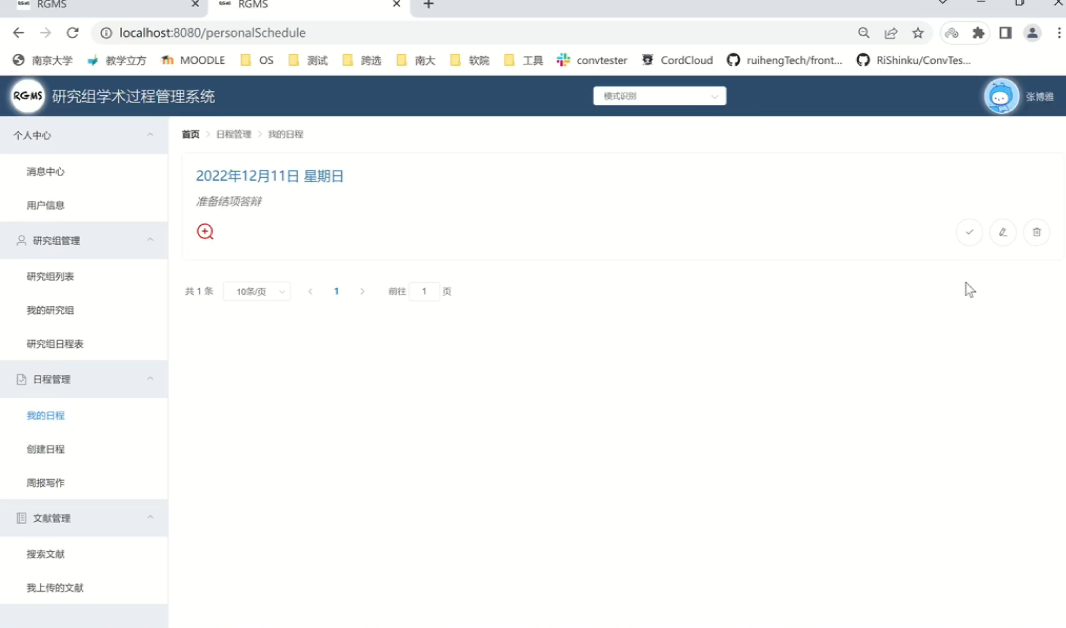 RGMS
RGMS
localhost:8080/personalSchedule
南京大学 教学立方 MOODLE OS 测试 跨选 南大 软院 工具 convtester CordCloud ruihengTech/front... RiShinku/ConvTes...
RGMS 研究组学术过程管理系统 模式识别 张博雅
个人中心
消息中心
用户信息
研究组管理
研究组列表
我的研究组
研究组日程表
日程管理
我的日程
创建日程
周报写作
文献管理
搜索文献
我上传的文献
首页 > 日程管理 > 我的日程
2022年12月11日 星期日
准备结项答辩
共 1 条 10条/页 1 前往 1 页